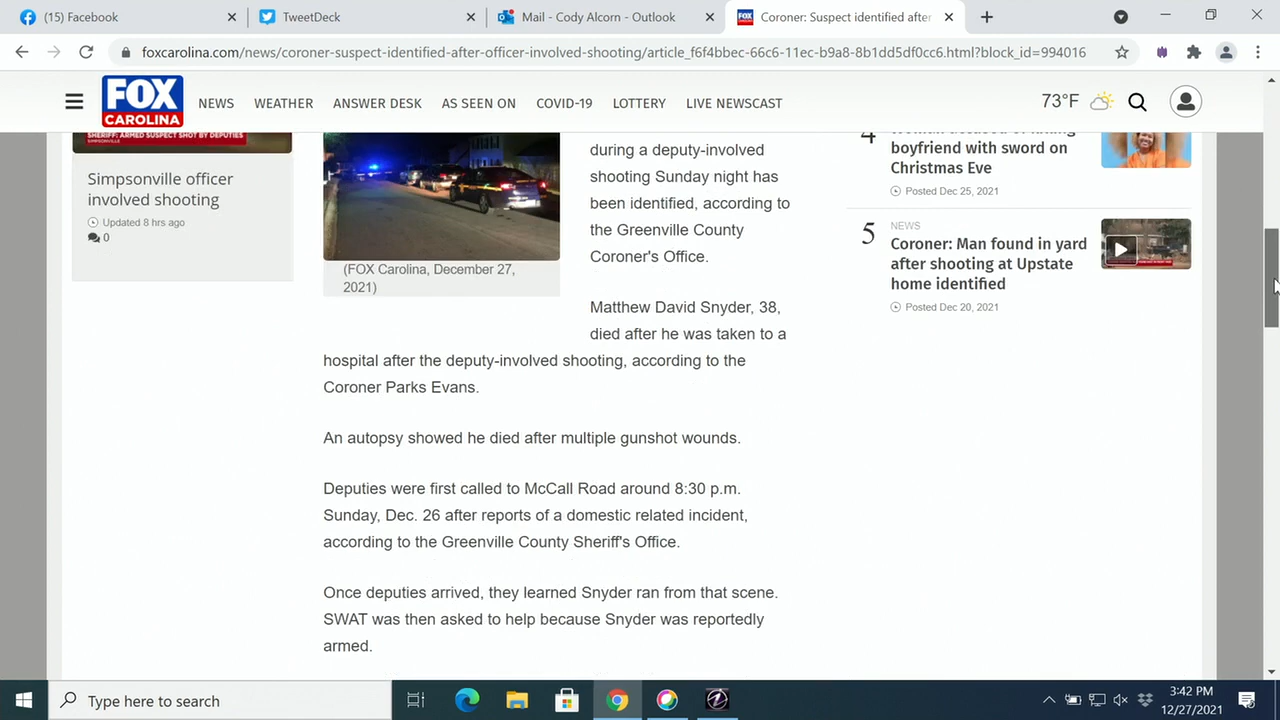 (15) Facebook
TweetDeck
Mail - Cody Alcorn - Outlook
Coroner: Suspect identified after
foxcarolina.com/news/coroner-suspect-identified-after-officer-involved-shooting/article_f6f4bbec-66c6-11ec-b9a8-8b1dd5df0cc6.html?block_id=994016
FOX
CAROLINA
NEWS
WEATHER
ANSWER DESK
AS SEEN ON
COVID-19
LOTTERY
LIVE NEWSCAST
73°F
SHERIFF: ARMED SUSPECT SHOT BY DEPUTIES
SIMPSONVILLE
Simpsonville officer
involved shooting
Updated 8 hrs ago
0
(FOX Carolina, December 27,
2021)
during a deputy-involved
shooting Sunday night has
been identified, according to
the Greenville County
Coroner's Office.
Matthew David Snyder, 38,
died after he was taken to a
hospital after the deputy-involved shooting, according to the
Coroner Parks Evans.
An autopsy showed he died after multiple gunshot wounds.
Deputies were first called to McCall Road around 8:30 p.m.
Sunday, Dec. 26 after reports of a domestic related incident,
according to the Greenville County Sheriff's Office.
Once deputies arrived, they learned Snyder ran from that scene.
SWAT was then asked to help because Snyder was reportedly
armed.
4
Woman accused of killing
boyfriend with sword on
Christmas Eve
Posted Dec 25, 2021
5
NEWS
Coroner: Man found in yard
after shooting at Upstate
home identified
Posted Dec 20, 2021
Type here to search
3:42 PM
12/27/2021